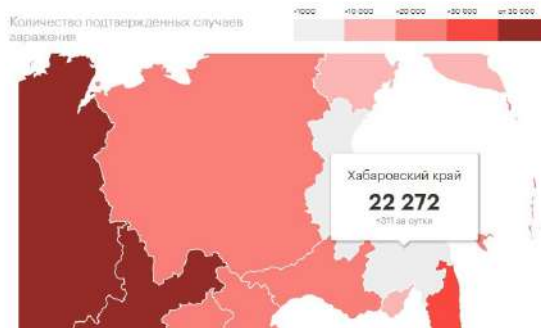 Количество подтвержденных случаев
заражения
<1000 <10 000 <20 000 <30 000 от 30 000
Хабаровский край
22 272
+311 за сутки